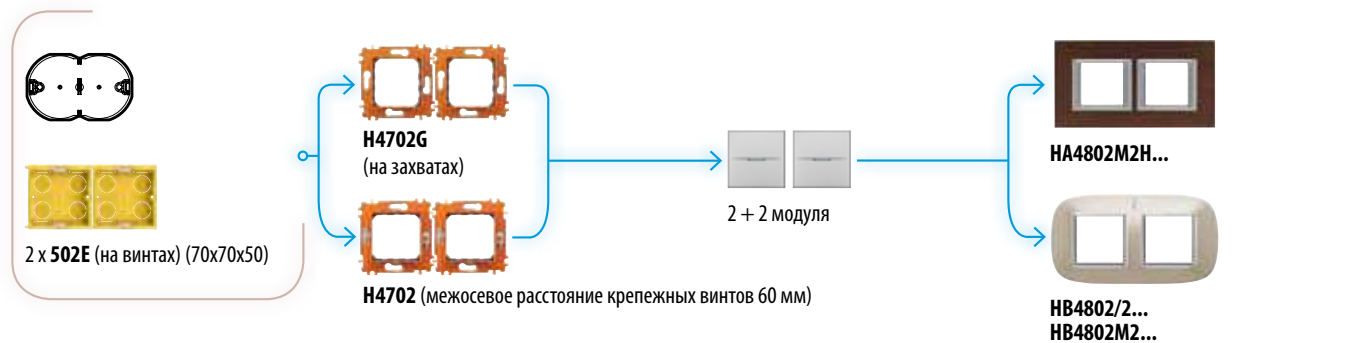 2 x 502E (на винтах) (70x70x50)
H4702G
(на захватах)
H4702 (межосевое расстояние крепежных винтов 60 мм)
2 + 2 модуля
HA4802M2H...
HB4802/2...
HB4802M2...